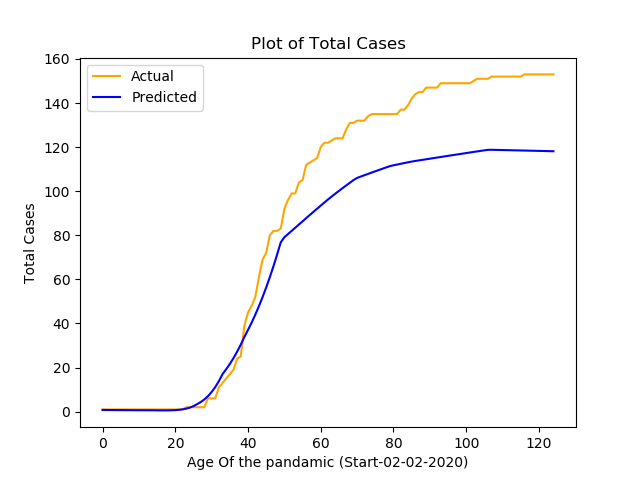 Plot of Total Cases
Actual
Predicted
Total Cases
160
140
120
100
80
60
40
20
0
0 20 40 60 80 100 120
Age Of the pandamic (Start-02-02-2020)